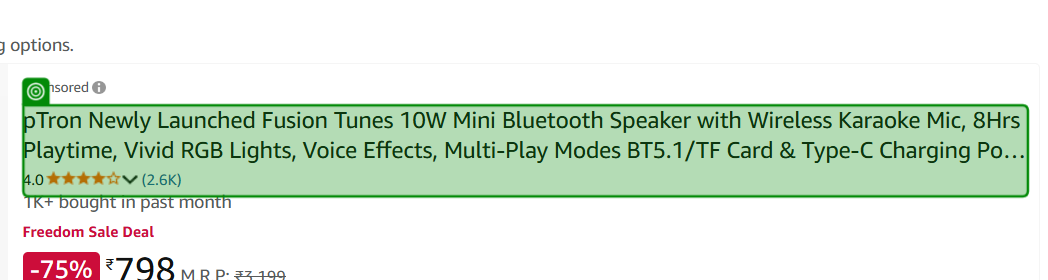 g options.
nsored
pTron Newly Launched Fusion Tunes 10W Mini Bluetooth Speaker with Wireless Karaoke Mic, 8Hrs
Playtime, Vivid RGB Lights, Voice Effects, Multi-Play Modes BT5.1/TF Card & Type-C Charging Po…
4.0 (2.6K)
1K+ bought in past month
Freedom Sale Deal
-75% ₹798 M.R.P: ₹3,199